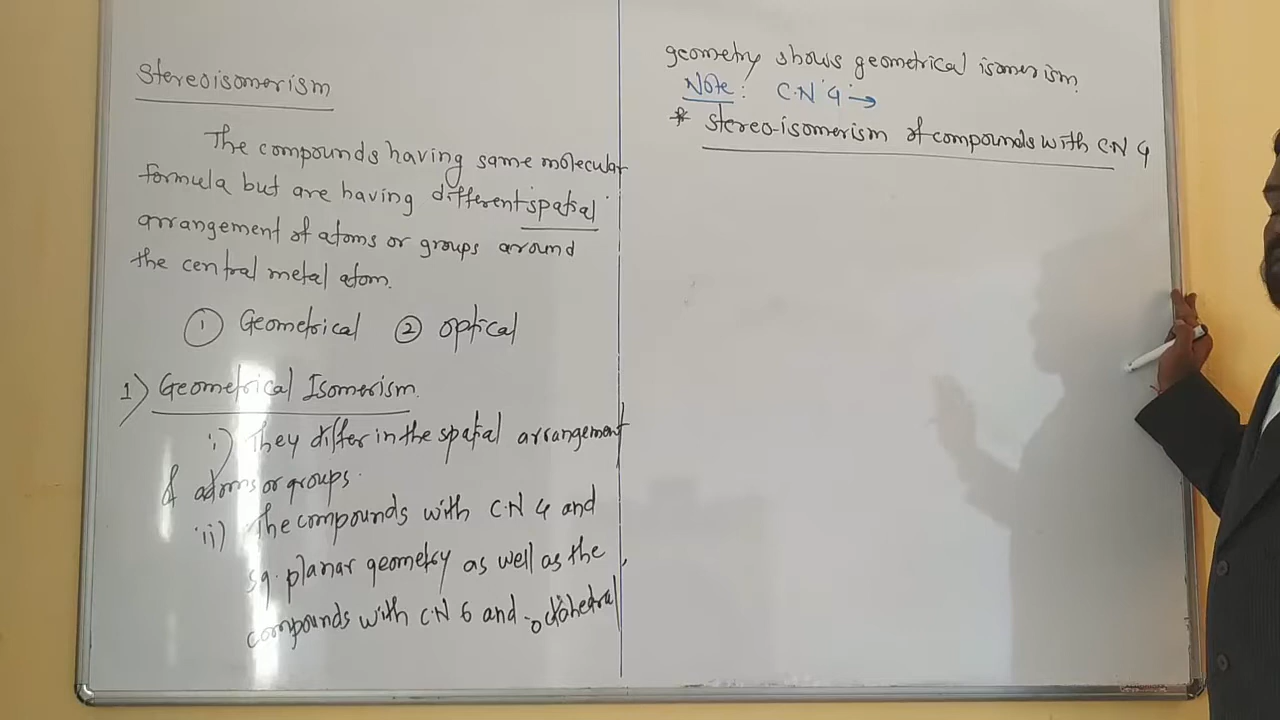 Stereoisomerism
The compounds having same molecular
formula but are having different spatial
arrangement of atoms or groups around
the central metal atom.
① Geometrical ② optical
1) Geometrical Isomerism.
i) They differ in the spatial arrangement
of atoms or groups.
ii) The compounds with C.N 4 and
sq. planar geometry as well as the
compounds with C.N 6 and octahedral
geometry shows geometrical isomerism.
Note: C.N 4 →
* stereo-isomerism of compounds with C.N 4